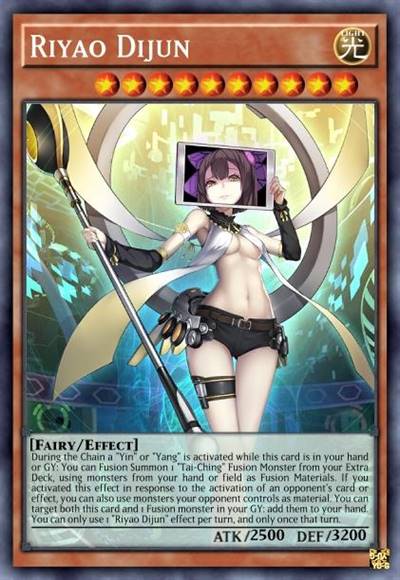 Riyao Dijun
LIGHT
光
[Fairy/Effect]
During the Chain a "Yin" or "Yang" is activated while this card is in your hand
or GY: You can Fusion Summon 1 "Tai-Ching" Fusion Monster from your Extra
Deck, using monsters from your hand or field as Fusion Materials. If you activated
this effect in response to the activation of an opponent's card or
effect, you can also use monsters your opponent controls as material. You can
target both this card and 1 Fusion monster in your GY: add them to your hand.
You can only use 1 "Riyao Dijun" effect per turn, and only once that turn.
ATK/2500 DEF/3200